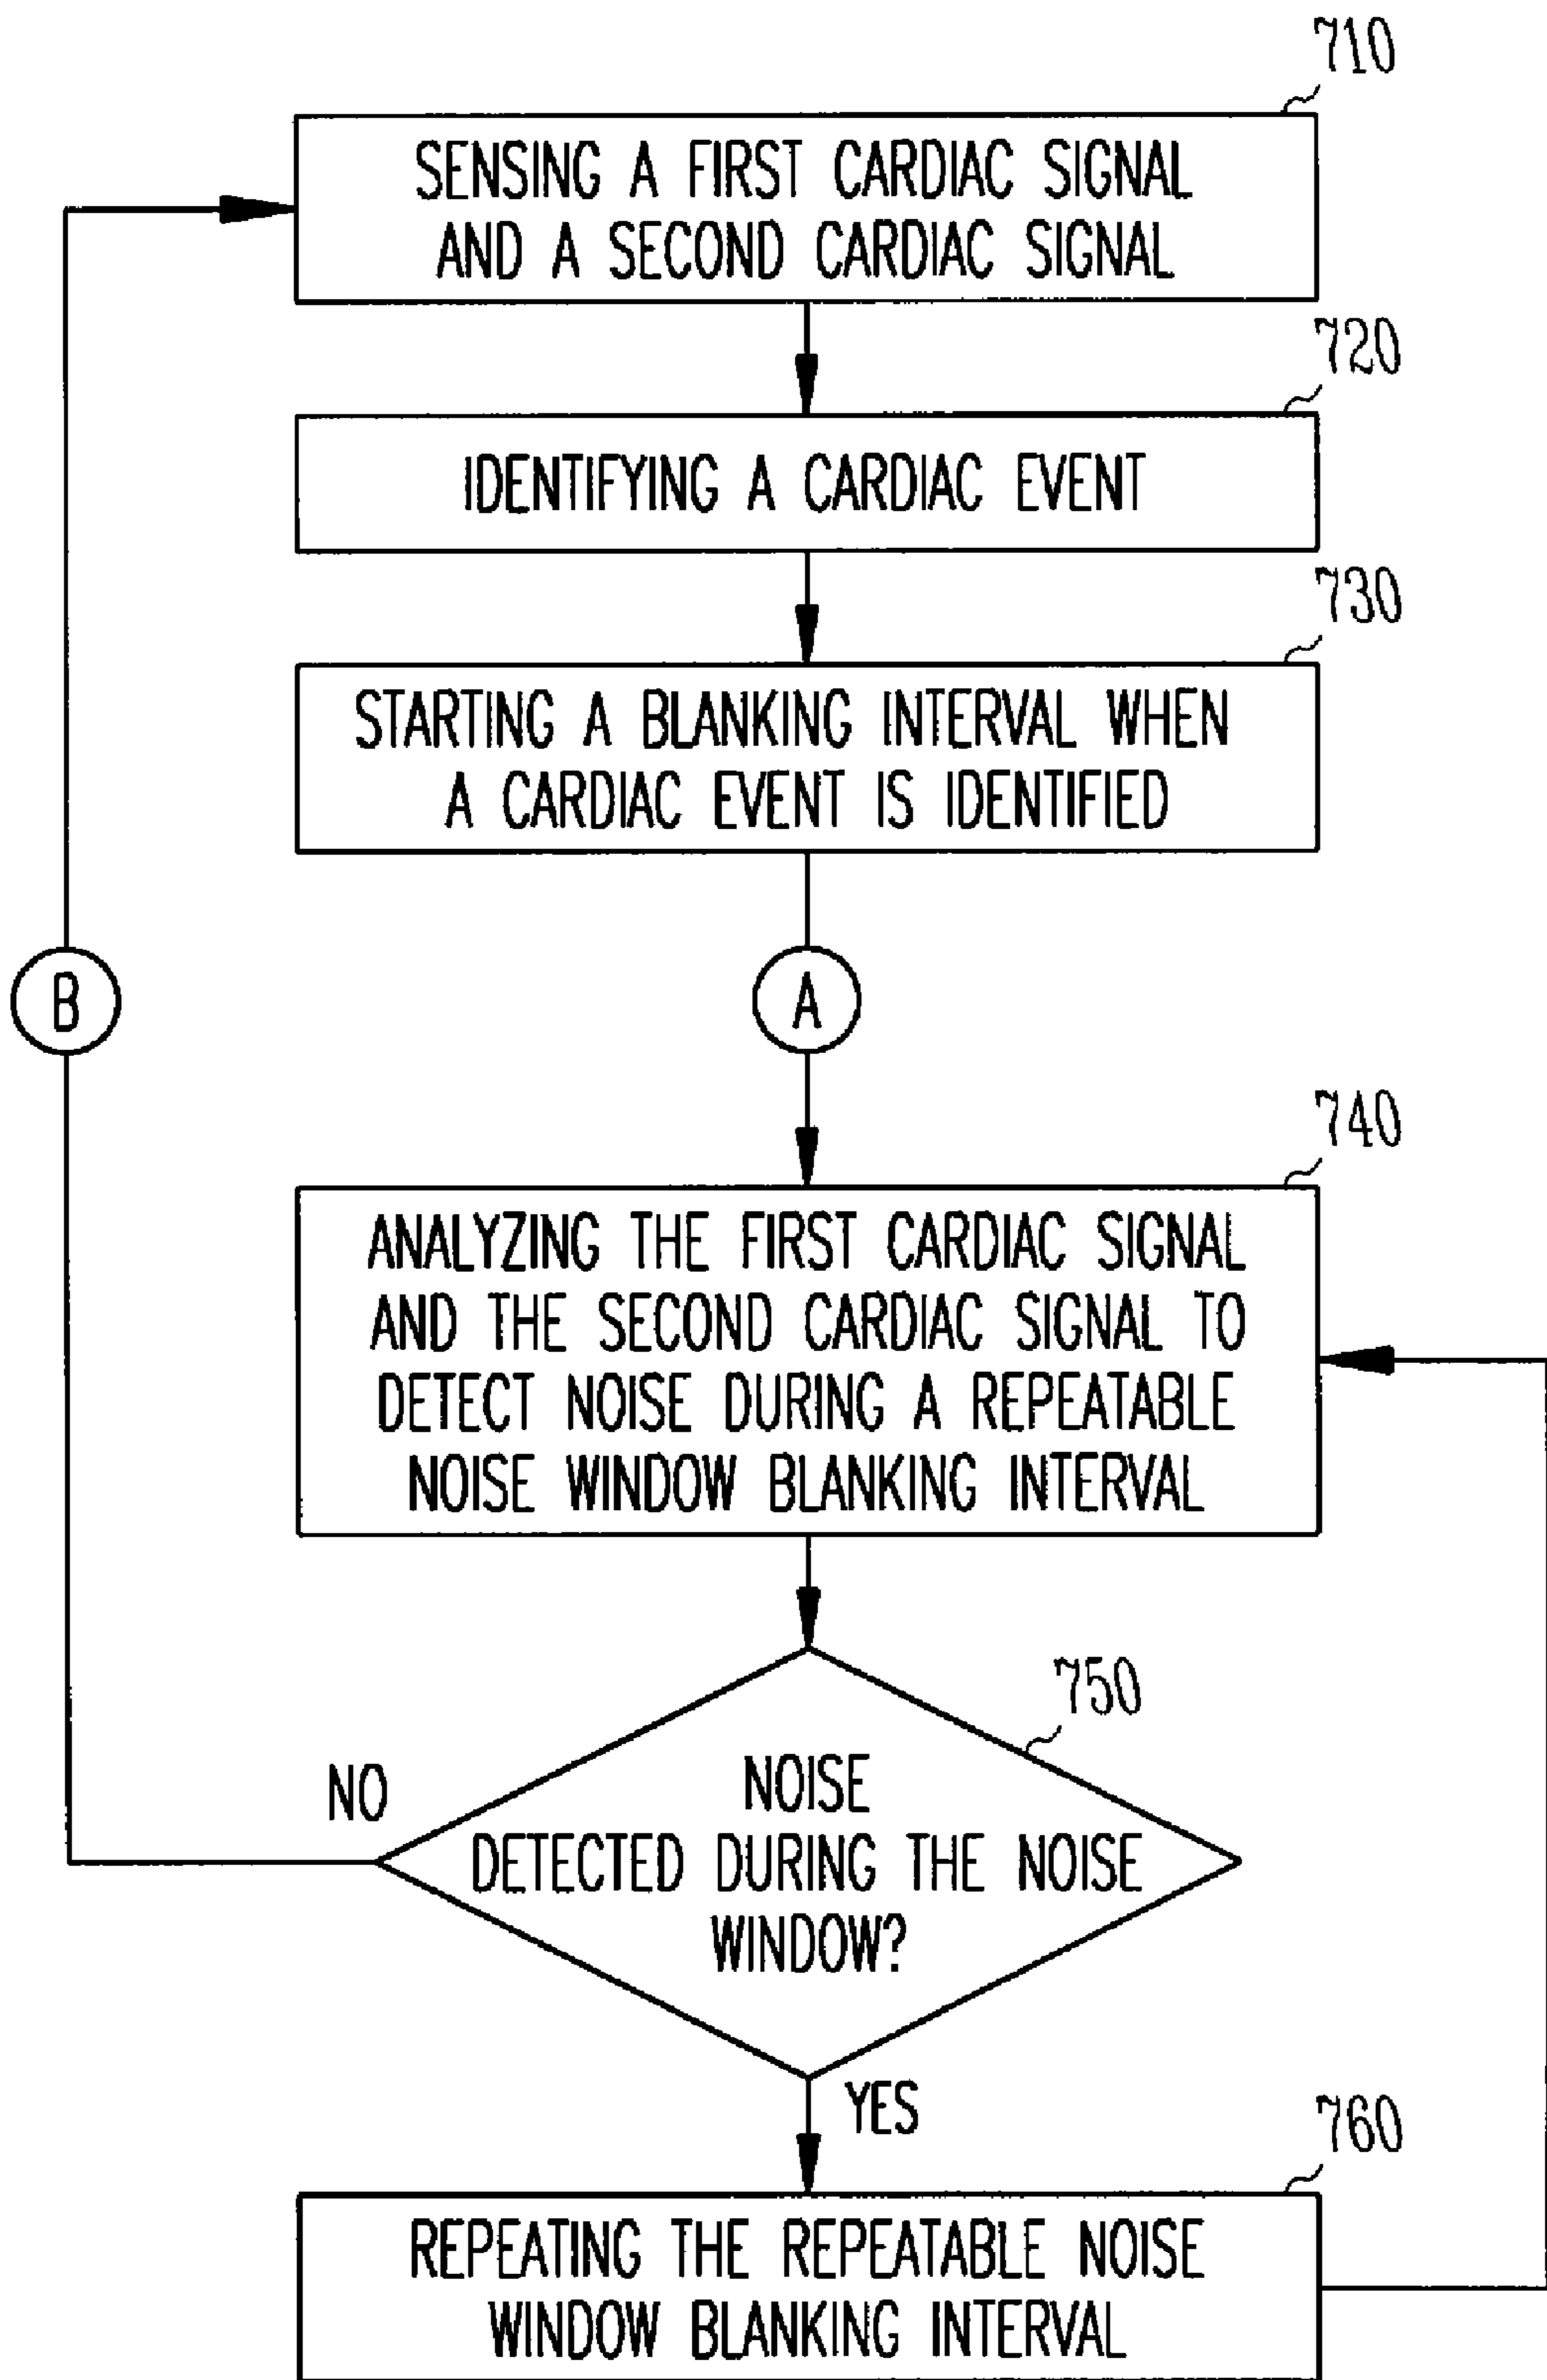 710
SENSING A FIRST CARDIAC SIGNAL
AND A SECOND CARDIAC SIGNAL
720
IDENTIFYING A CARDIAC EVENT
730
STARTING A BLANKING INTERVAL WHEN
A CARDIAC EVENT IS IDENTIFIED
B
A
740
ANALYZING THE FIRST CARDIAC SIGNAL
AND THE SECOND CARDIAC SIGNAL TO
DETECT NOISE DURING A REPEATABLE
NOISE WINDOW BLANKING INTERVAL
750
NO
NOISE
DETECTED DURING THE NOISE
WINDOW?
YES
760
REPEATING THE REPEATABLE NOISE
WINDOW BLANKING INTERVAL